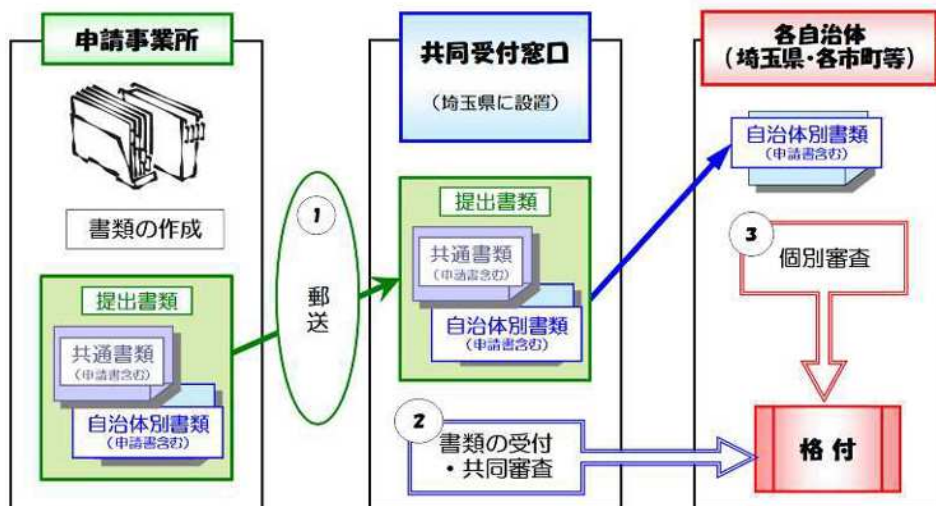 申請事業所
書類の作成
提出書類
共通書類
(申請書含む)
自治体別書類
(申請書含む)
1
郵送
共同受付窓口
(埼玉県に設置)
提出書類
共通書類
(申請書含む)
自治体別書類
(申請書含む)
2
書類の受付
・共同審査
各自治体
(埼玉県・各市町等)
自治体別書類
(申請書含む)
3
個別審査
格付